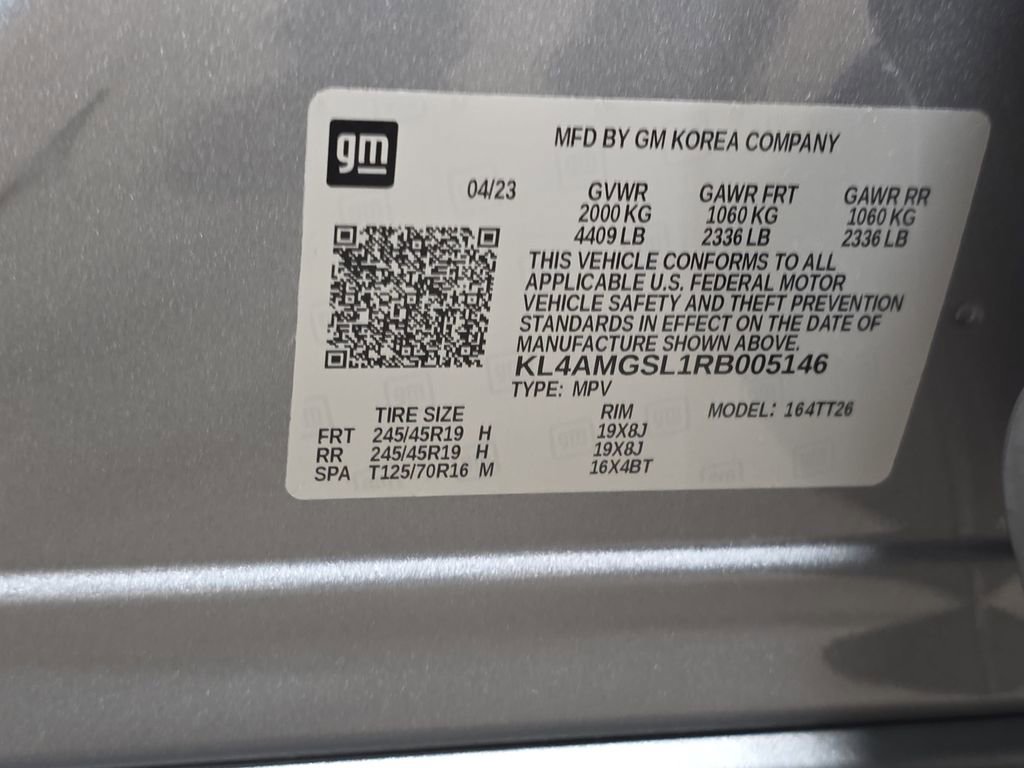 gm
MFD BY GM KOREA COMPANY
04/23 GVWR GAWR FRT GAWR RR
2000 KG 1060 KG 1060 KG
4409 LB 2336 LB 2336 LB
THIS VEHICLE CONFORMS TO ALL
APPLICABLE U.S. FEDERAL MOTOR
VEHICLE SAFETY AND THEFT PREVENTION
STANDARDS IN EFFECT ON THE DATE OF
MANUFACTURE SHOWN ABOVE.
KL4AMGSL1RB005146
TYPE: MPV
TIRE SIZE RIM MODEL: 164TT26
FRT 245/45R19 H 19X8J
RR 245/45R19 H 19X8J
SPA T125/70R16 M 16X4BT